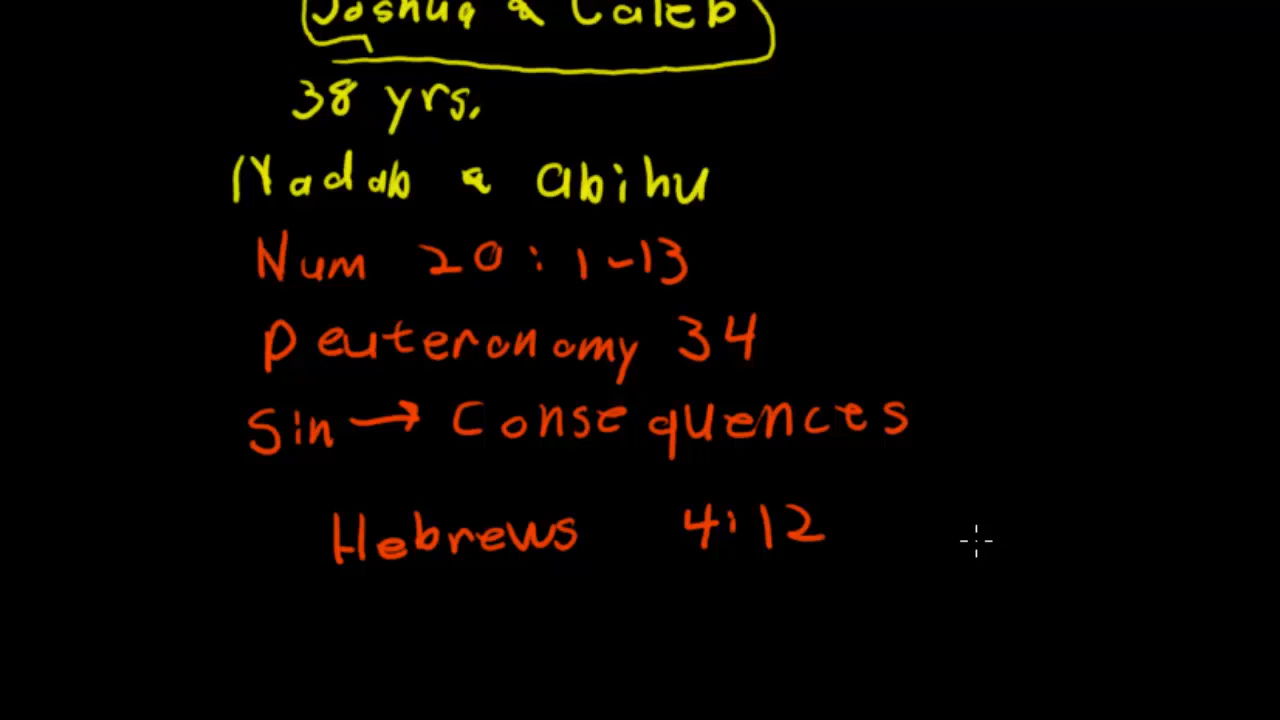 Joshua & Caleb
38 yrs.
Nadab & Abihu
Num 20:1-13
Deuteronomy 34
Sin → Consequences
Hebrews 4:12